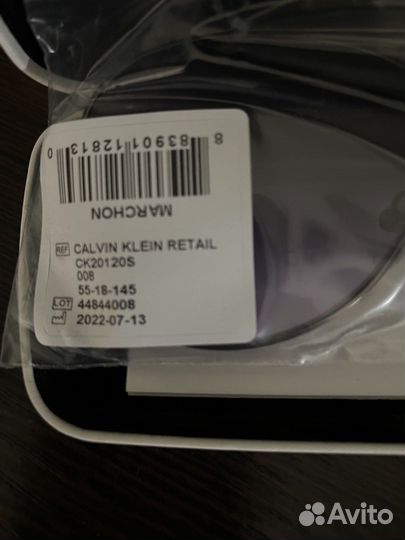 8 83901 12813 0
MARCHON
REF CALVIN KLEIN RETAIL
CK20120S
008
55-18-145
LOT 44844008
2022-07-13
Avito